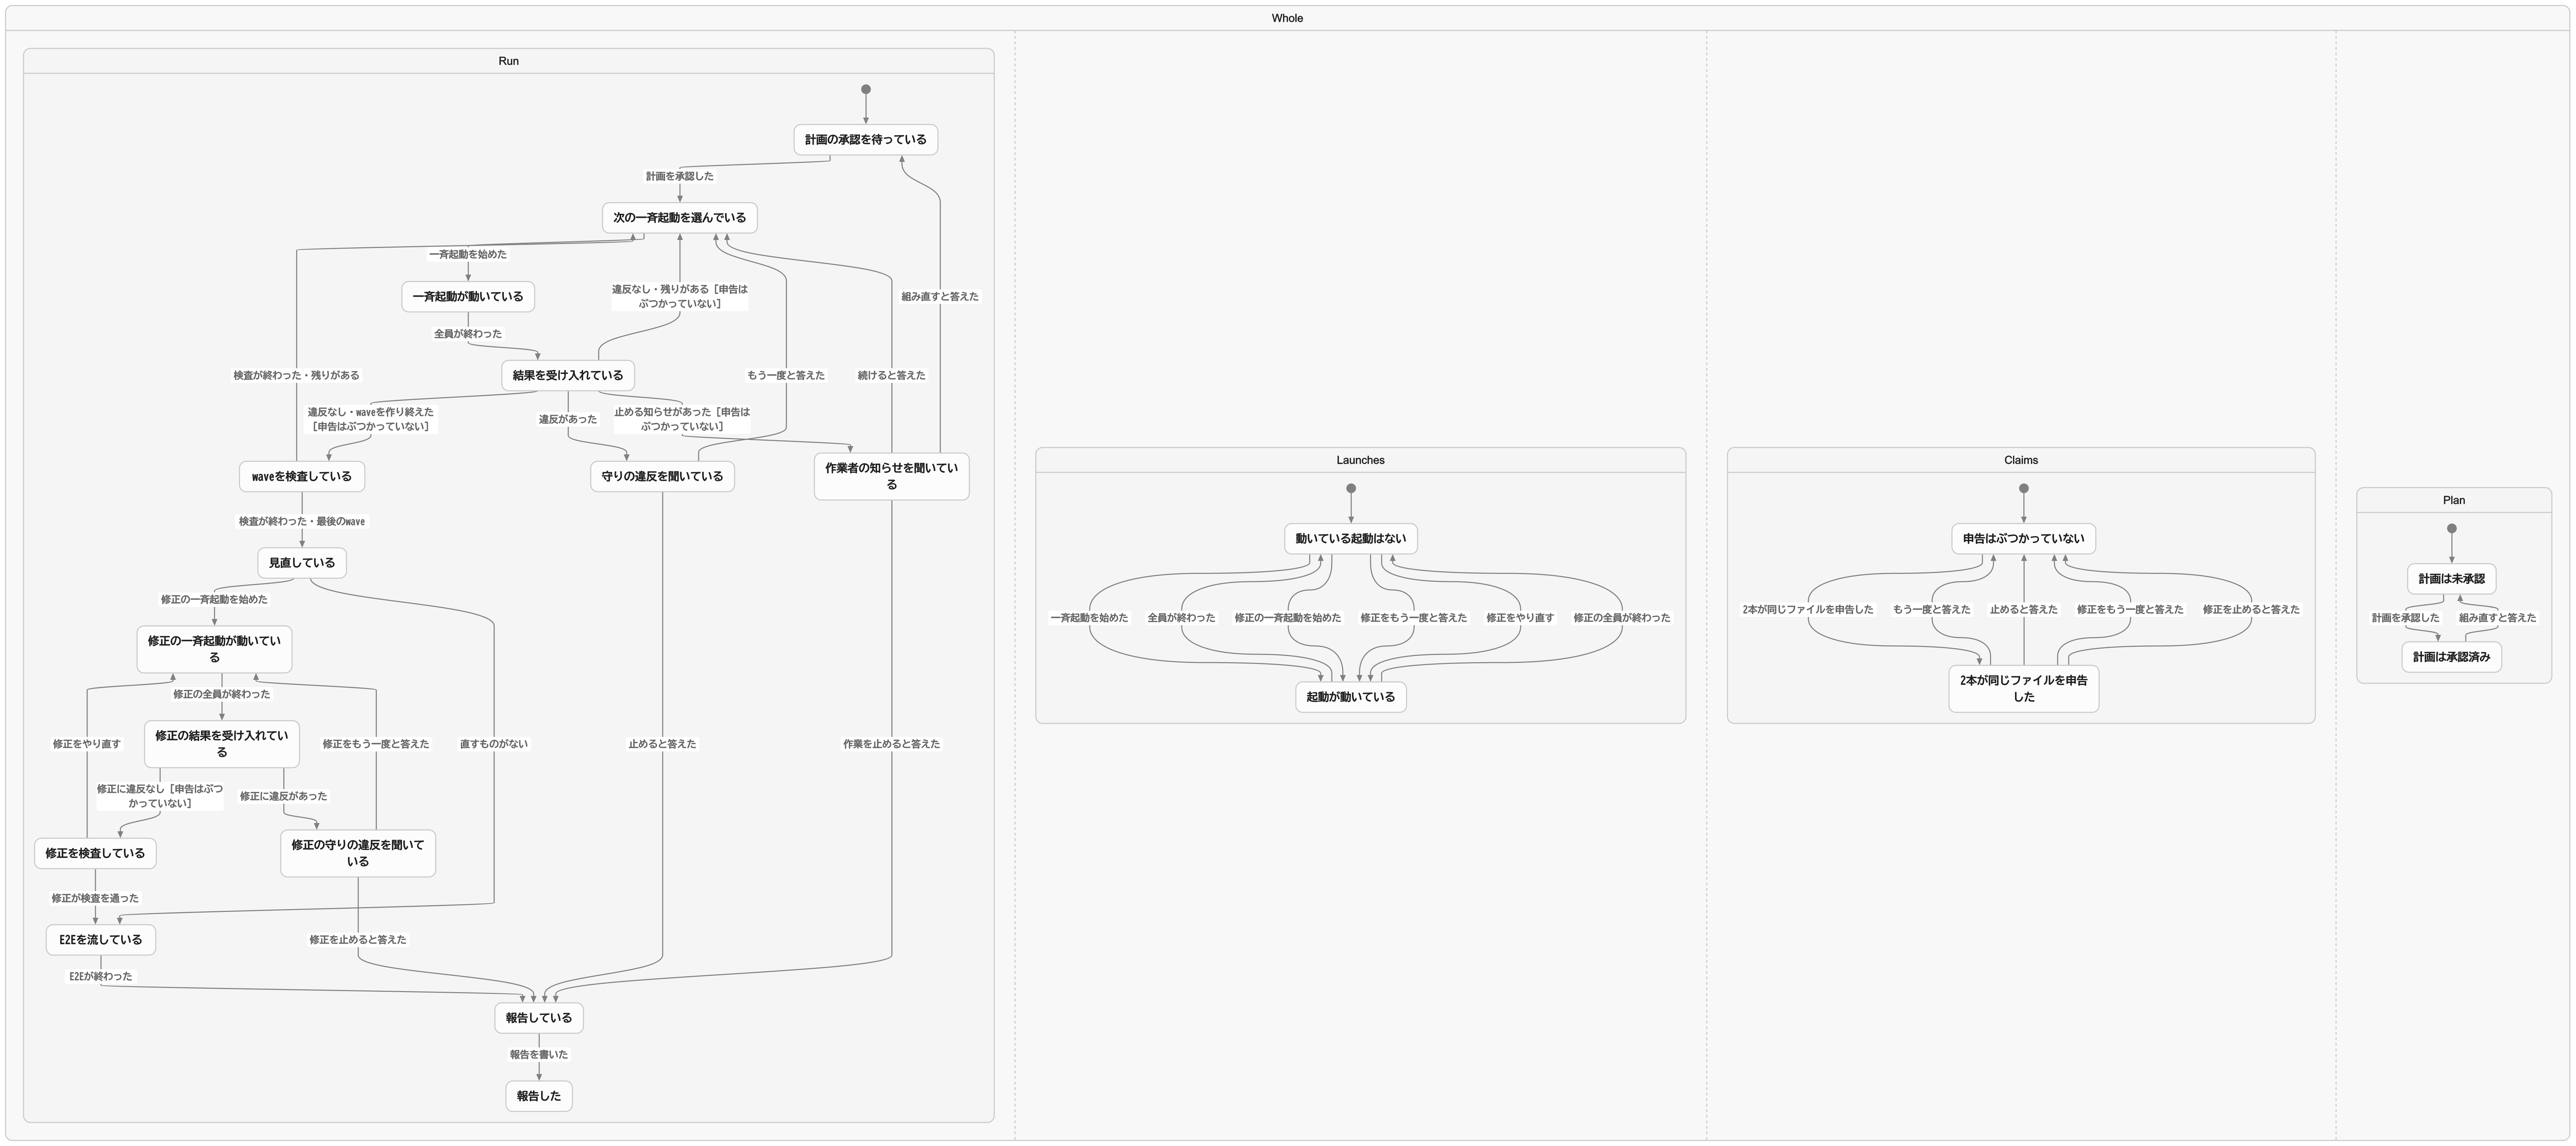 Whole
Run
計画の承認を待っている
計画を承認した
次の一斉起動を選んでいる
一斉起動を始めた
一斉起動が動いている
違反なし・残りがある [申告は
ぶつかっていない]
組み直すと答えた
全員が終わった
検査が終わった・残りがある
結果を受け入れている
もう一度と答えた
続けると答えた
違反なし・waveを作り終えた
[申告はぶつかっていない]
違反があった
止める知らせがあった [申告は
ぶつかっていない]
waveを検査している
守りの違反を聞いている
作業者の知らせを聞いてい
る
検査が終わった・最後のwave
見直している
修正の一斉起動を始めた
修正の一斉起動が動いてい
る
修正の全員が終わった
修正をやり直す
修正の結果を受け入れてい
る
修正をもう一度と答えた
直すものがない
止めると答えた
作業を止めると答えた
修正に違反なし [申告はぶつ
かっていない]
修正に違反があった
修正を検査している
修正の守りの違反を聞いて
いる
修正が検査を通った
E2Eを流している
修正を止めると答えた
E2Eが終わった
報告している
報告を書いた
報告した
Launches
動いている起動はない
一斉起動を始めた
全員が終わった
修正の一斉起動を始めた
修正をもう一度と答えた
修正をやり直す
修正の全員が終わった
起動が動いている
Claims
申告はぶつかっていない
2本が同じファイルを申告した
もう一度と答えた
止めると答えた
修正をもう一度と答えた
修正を止めると答えた
2本が同じファイルを申告
した
Plan
計画は未承認
計画を承認した
組み直すと答えた
計画は承認済み